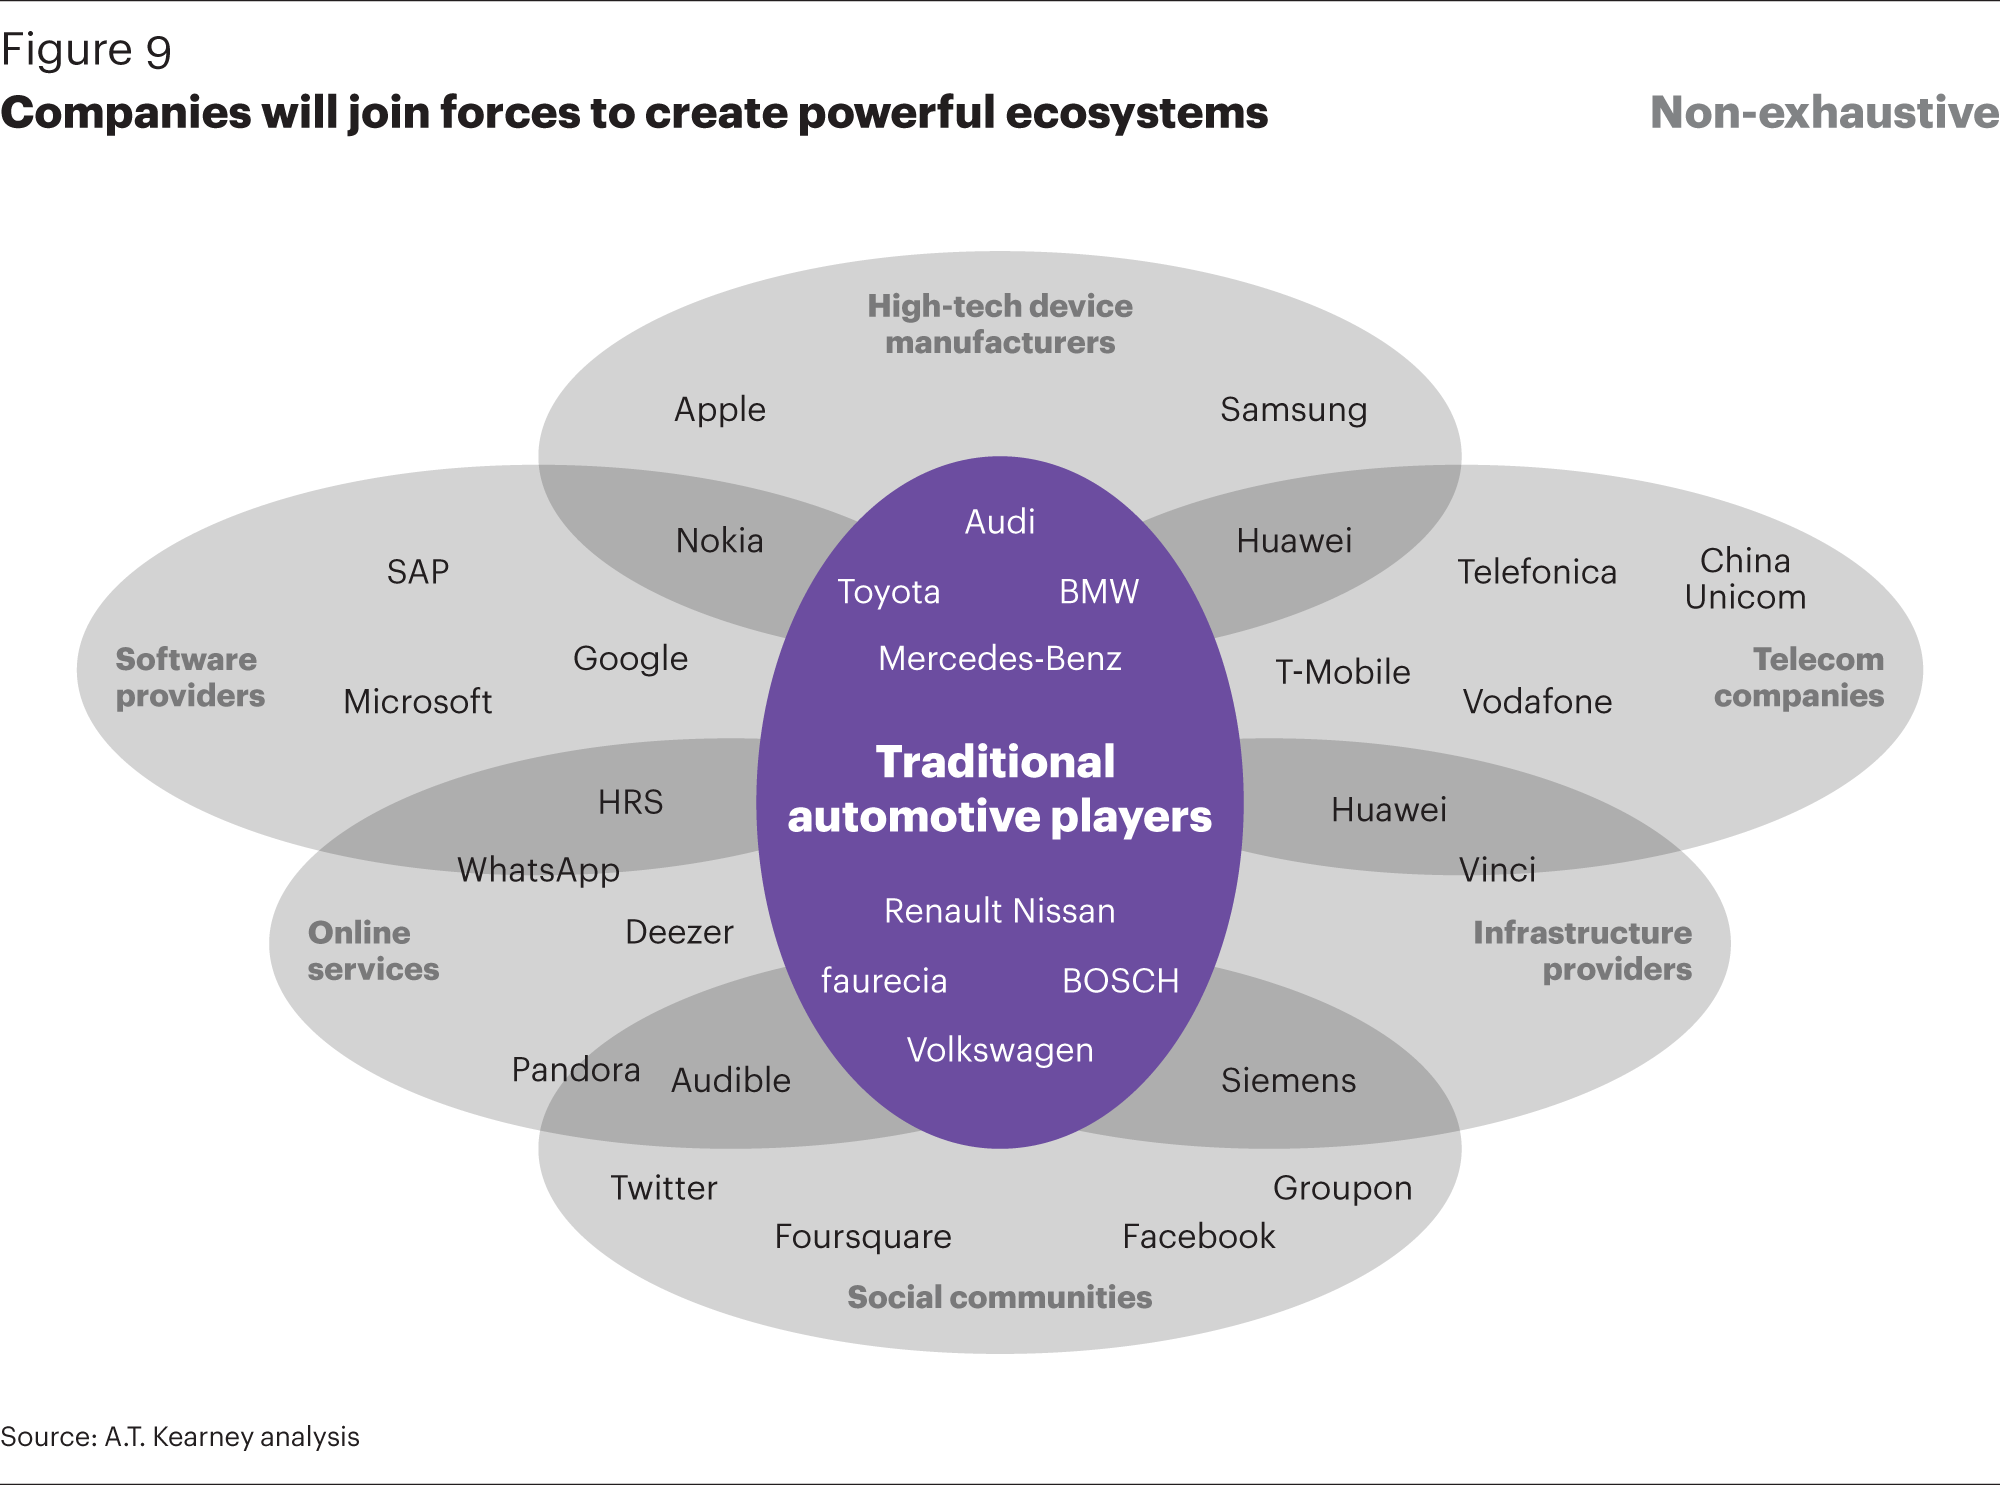 Figure 9
Companies will join forces to create powerful ecosystems
Non-exhaustive
High-tech device
manufacturers
Apple
Samsung
Nokia
Audi
Huawei
SAP
Toyota
BMW
Telefonica
China
Unicom
Software
providers
Google
Mercedes-Benz
T-Mobile
Telecom
companies
Microsoft
Vodafone
Traditional
automotive players
HRS
Huawei
WhatsApp
Vinci
Online
services
Deezer
Renault Nissan
Infrastructure
providers
faurecia
BOSCH
Volkswagen
Pandora
Audible
Siemens
Twitter
Groupon
Foursquare
Facebook
Social communities
Source: A.T. Kearney analysis